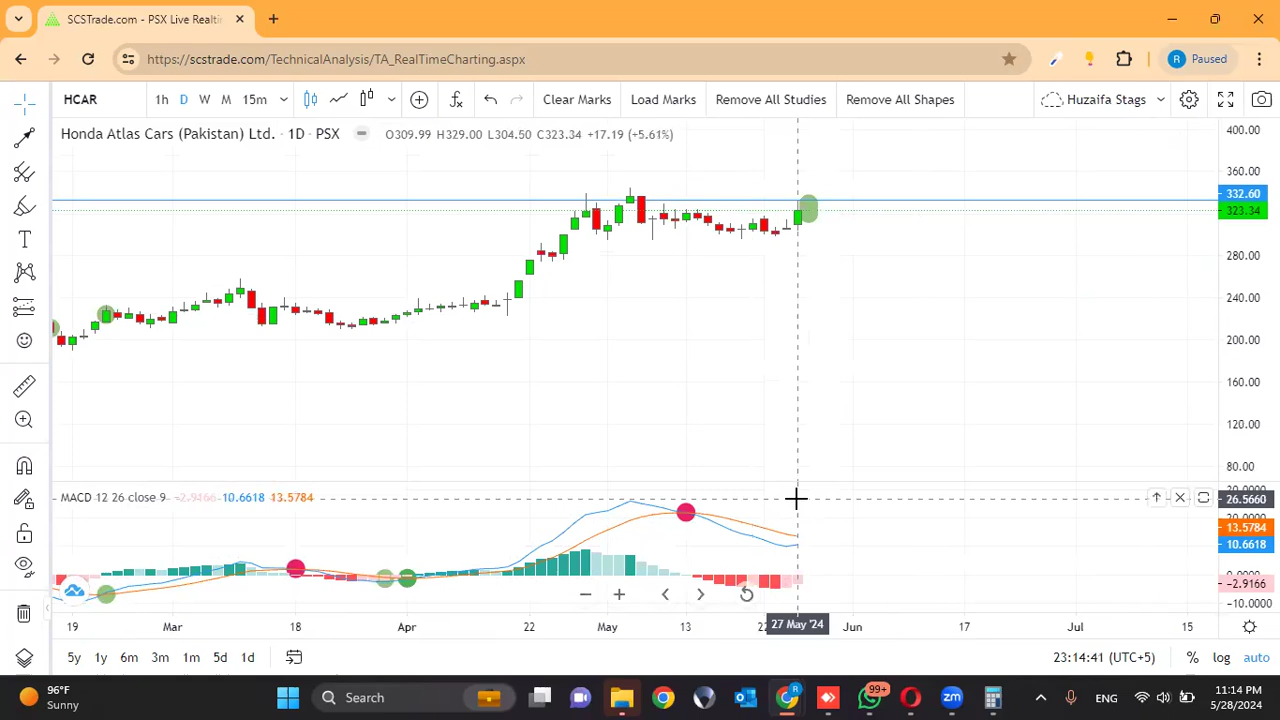 SCSTrade.com - PSX Live Realti
https://scstrade.com/TechnicalAnalysis/TA_RealTimeCharting.aspx
R Paused
HCAR
1h D W M 15m
Clear Marks Load Marks Remove All Studies Remove All Shapes
Huzaifa Stags
Honda Atlas Cars (Pakistan) Ltd. · 1D · PSX
O309.99 H329.00 L304.50 C323.34 +17.19 (+5.61%)
400.00
360.00
332.60
323.34
280.00
240.00
200.00
160.00
120.00
80.00
MACD 12 26 close 9 -2.9166 10.6618 13.5784
26.5660
13.5784
10.6618
-2.9166
-10.0000
19 Mar 18 Apr 22 May 13 27 May '24 Jun 17 Jul 15
5y 1y 6m 3m 1m 5d 1d
23:14:41 (UTC+5) % log auto
96°F
Sunny
Search
R
99+
zm
ENG
11:14 PM
5/28/2024